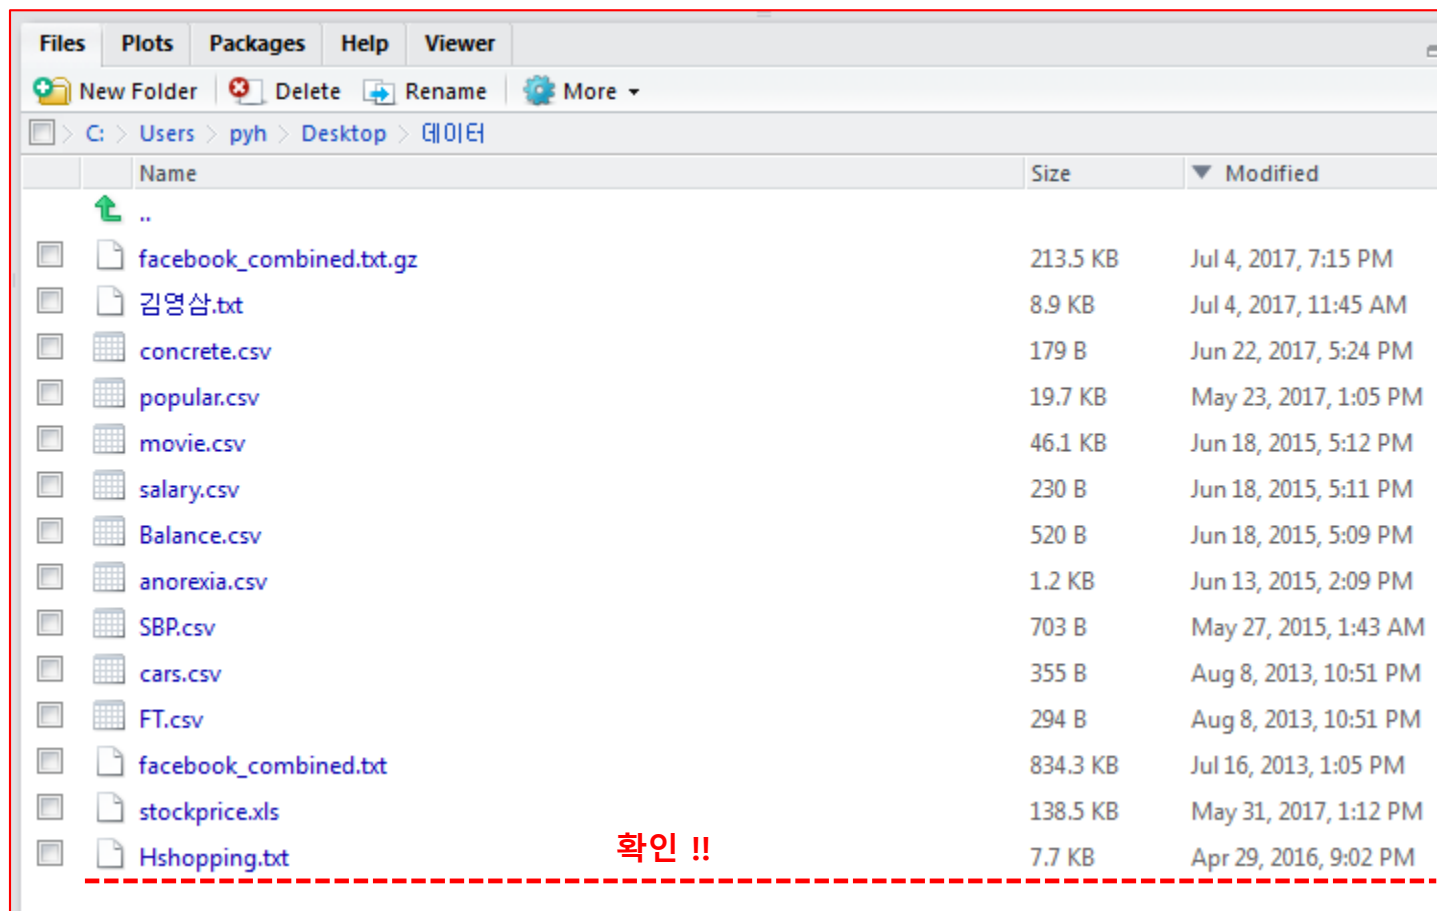 Files Plots Packages Help Viewer
New Folder Delete Rename More
C: Users pyh Desktop 데이터
Name Size Modified
..
facebook_combined.txt.gz 213.5 KB Jul 4, 2017, 7:15 PM
김영삼.txt 8.9 KB Jul 4, 2017, 11:45 AM
concrete.csv 179 B Jun 22, 2017, 5:24 PM
popular.csv 19.7 KB May 23, 2017, 1:05 PM
movie.csv 46.1 KB Jun 18, 2015, 5:12 PM
salary.csv 230 B Jun 18, 2015, 5:11 PM
Balance.csv 520 B Jun 18, 2015, 5:09 PM
anorexia.csv 1.2 KB Jun 13, 2015, 2:09 PM
SBP.csv 703 B May 27, 2015, 1:43 AM
cars.csv 355 B Aug 8, 2013, 10:51 PM
FT.csv 294 B Aug 8, 2013, 10:51 PM
facebook_combined.txt 834.3 KB Jul 16, 2013, 1:05 PM
stockprice.xls 138.5 KB May 31, 2017, 1:12 PM
Hshopping.txt 확인 !! 7.7 KB Apr 29, 2016, 9:02 PM